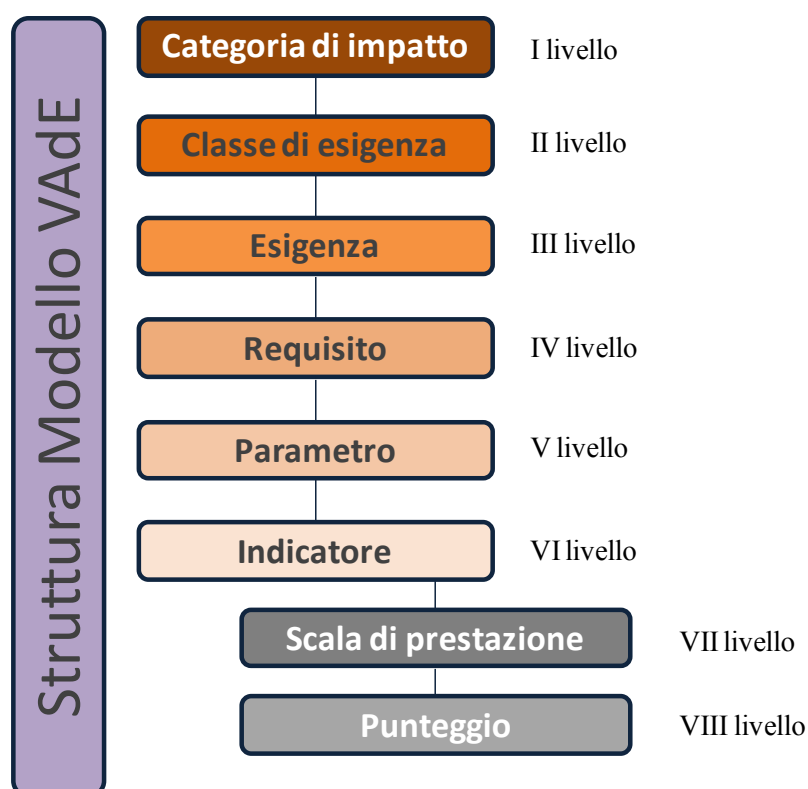 Struttura Modello VAdE
Categoria di impatto
I livello
Classe di esigenza
II livello
Esigenza
III livello
Requisito
IV livello
Parametro
V livello
Indicatore
VI livello
Scala di prestazione
VII livello
Punteggio
VIII livello